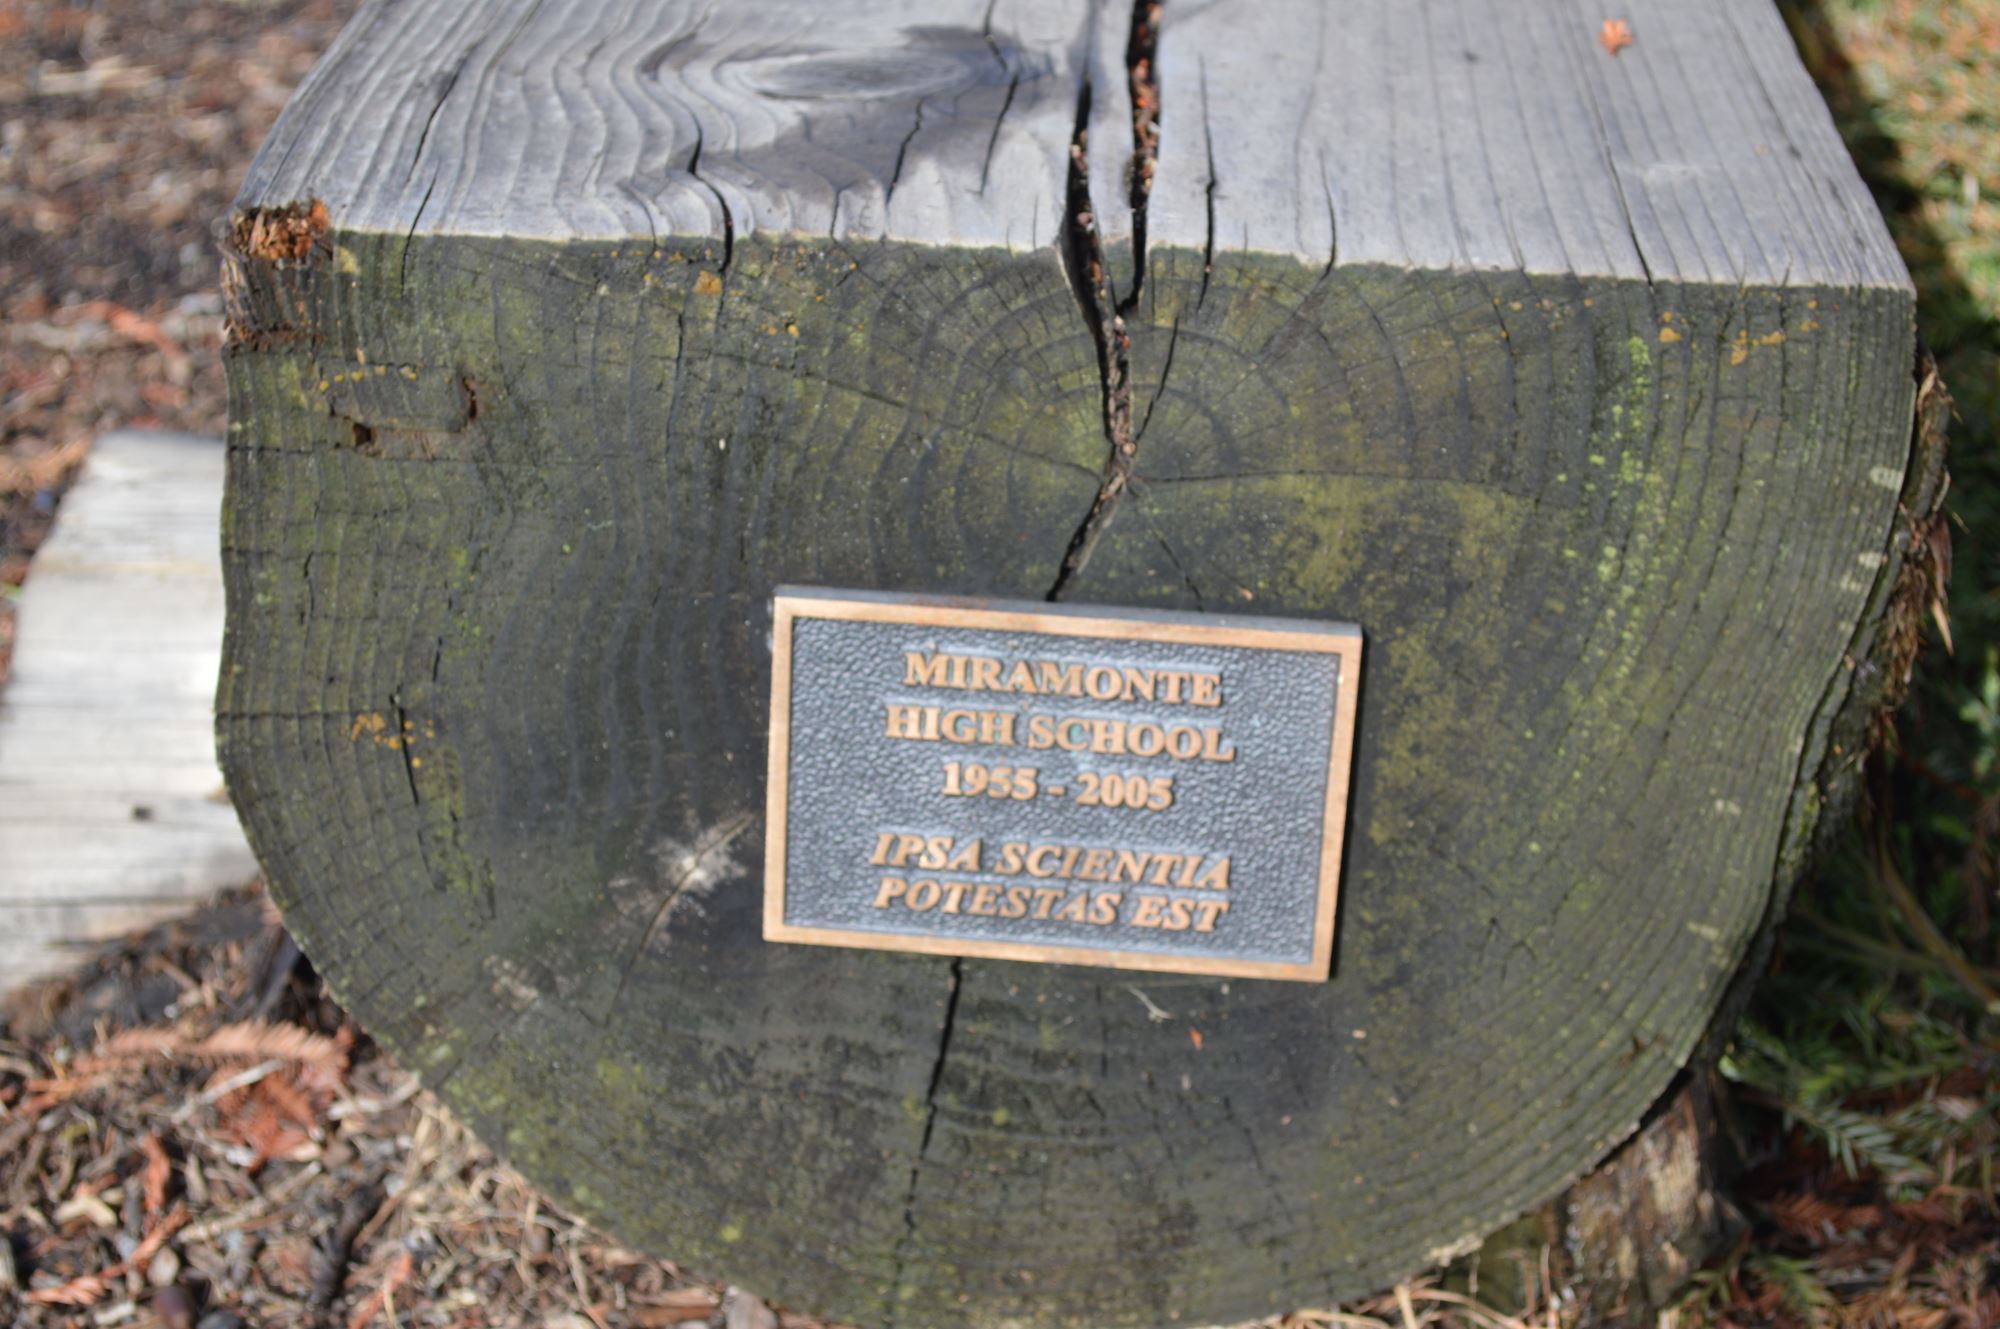 MIRAMONTE
HIGH SCHOOL
1955 - 2005
IPSA SCIENTIA
POTESTAS EST